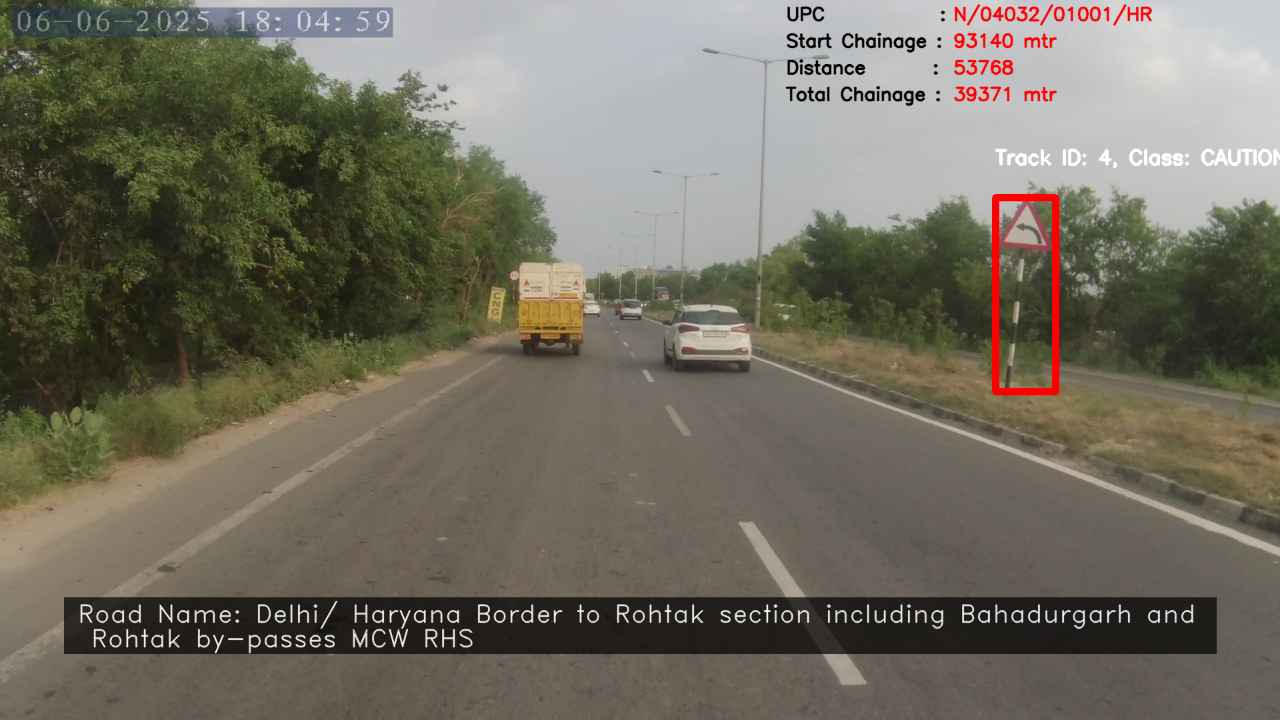 06-06-2025 18:04:59
UPC : N/04032/01001/HR
Start Chainage : 93140 mtr
Distance : 53768
Total Chainage : 39371 mtr
Track ID: 4, Class: CAUTION
CNG
Road Name: Delhi/ Haryana Border to Rohtak section including Bahadurgarh and
Rohtak by-passes MCW RHS